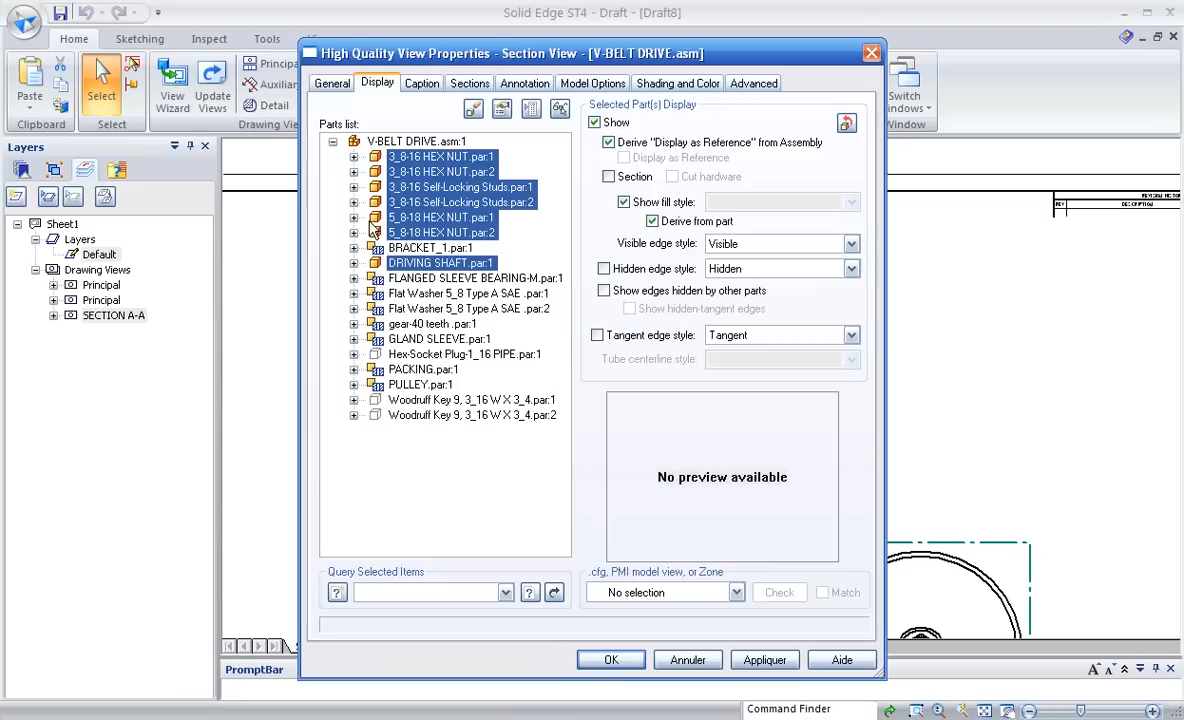 Solid Edge ST4 - Draft - [Draft8]
Home Sketching Inspect Tools
Paste
Clipboard
Select
Select
View Wizard
Update Views
Principa
Auxiliar
Detail
Drawing Vie
Switch
indows
Window
Layers
Sheet1
Layers
Default
Drawing Views
Principal
Principal
SECTION A-A
High Quality View Properties - Section View - [V-BELT DRIVE.asm]
General Display Caption Sections Annotation Model Options Shading and Color Advanced
Parts list:
V-BELT DRIVE.asm:1
3_8-16 HEX NUT.par:1
3_8-16 HEX NUT.par:2
3_8-16 Self-Locking Studs.par:1
3_8-16 Self-Locking Studs.par:2
5_8-18 HEX NUT.par:1
5_8-18 HEX NUT.par:2
BRACKET_1.par:1
DRIVING SHAFT.par:1
FLANGED SLEEVE BEARING-M.par:1
Flat Washer 5_8 Type A SAE .par:1
Flat Washer 5_8 Type A SAE .par:2
gear-40 teeth .par:1
GLAND SLEEVE.par:1
Hex-Socket Plug-1_16 PIPE.par:1
PACKING.par:1
PULLEY.par:1
Woodruff Key 9, 3_16 W X 3_4.par:1
Woodruff Key 9, 3_16 W X 3_4.par:2
Query Selected Items
Selected Part(s) Display
Show
Derive "Display as Reference" from Assembly
Display as Reference
Section Cut hardware
Show fill style:
Derive from part
Visible edge style: Visible
Hidden edge style: Hidden
Show edges hidden by other parts
Show hidden-tangent edges
Tangent edge style: Tangent
Tube centerline style:
No preview available
.cfg, PMI model view, or Zone
No selection Check Match
OK Annuler Appliquer Aide
REVISION HISTOR
REV DESCRIPTION
PromptBar
Command Finder